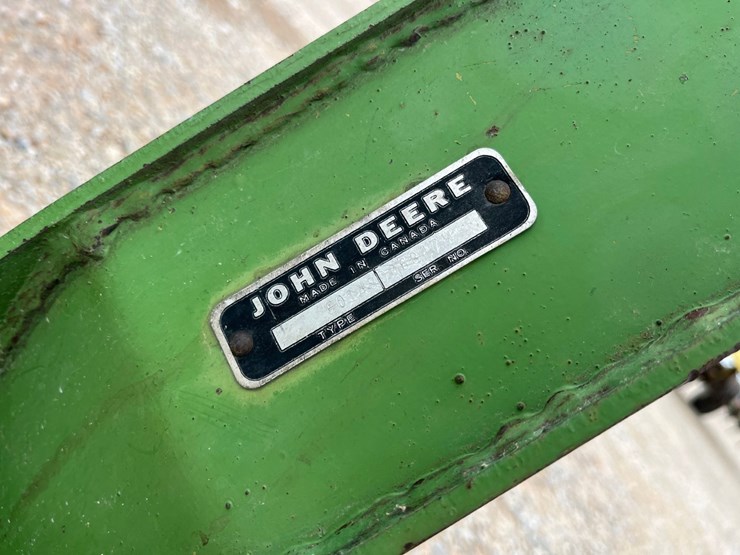 JOHN DEERE
MADE IN CANADA
TYPE SER NO.